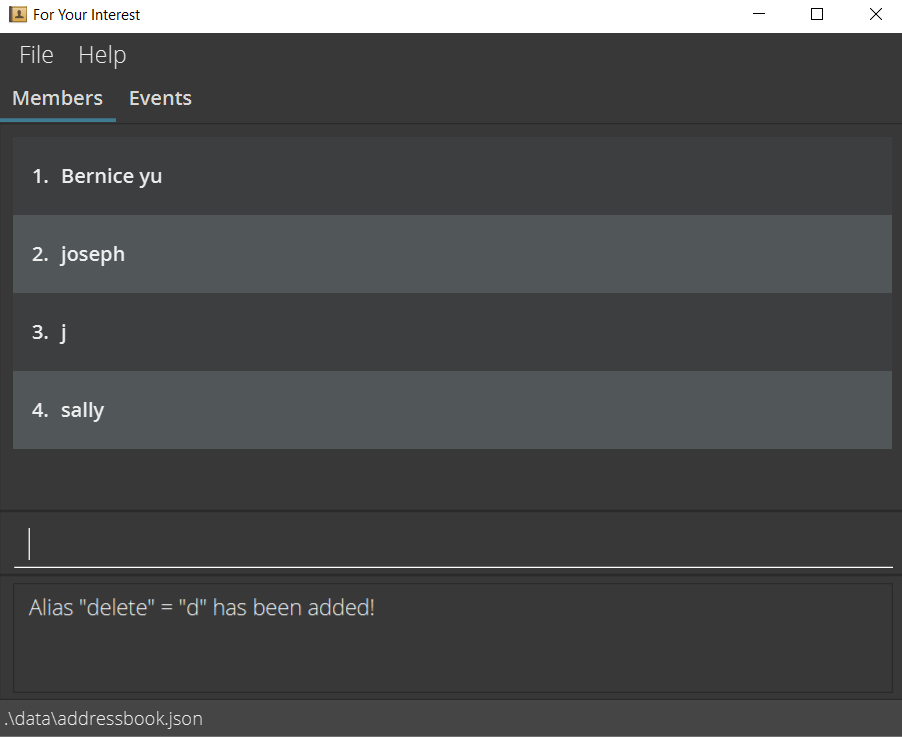 For Your Interest
File Help
Members Events
1. Bernice yu
2. joseph
3. j
4. sally
Alias "delete" = "d" has been added!
.\data\addressbook.json